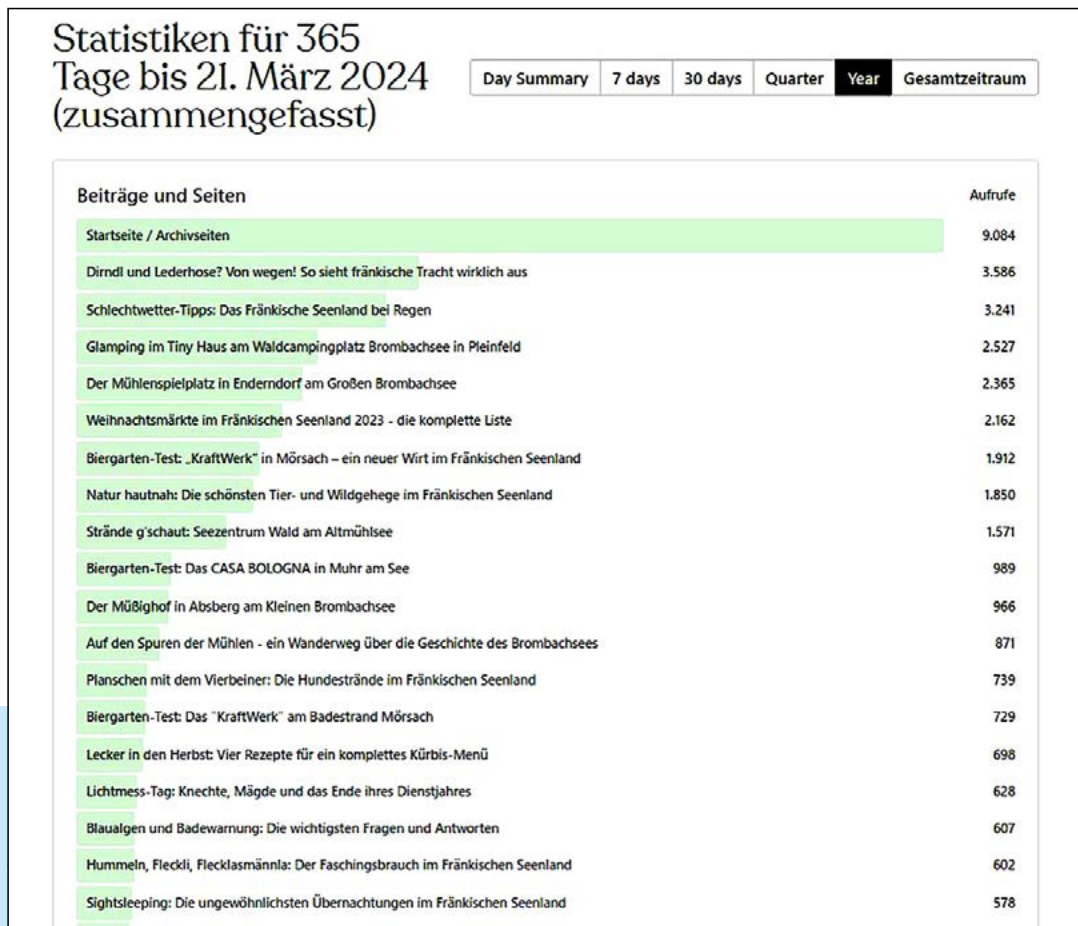 Statistiken für 365
Tage bis 21. März 2024
(zusammengefasst)
Day Summary 7 days 30 days Quarter Year Gesamtzeitraum
Beiträge und Seiten Aufrufe
Startseite / Archivseiten 9.084
Dirndl und Lederhose? Von wegen! So sieht fränkische Tracht wirklich aus 3.586
Schlechtwetter-Tipps: Das Fränkische Seenland bei Regen 3.241
Glamping im Tiny Haus am Waldcampingplatz Brombachsee in Pleinfeld 2.527
Der Mühlenspielplatz in Enderndorf am Großen Brombachsee 2.365
Weihnachtsmärkte im Fränkischen Seenland 2023 - die komplette Liste 2.162
Biergarten-Test: „KraftWerk" in Mörsach – ein neuer Wirt im Fränkischen Seenland 1.912
Natur hautnah: Die schönsten Tier- und Wildgehege im Fränkischen Seenland 1.850
Strände g'schaut: Seezentrum Wald am Altmühlsee 1.571
Biergarten-Test: Das CASA BOLOGNA in Muhr am See 989
Der Müßighof in Absberg am Kleinen Brombachsee 966
Auf den Spuren der Mühlen - ein Wanderweg über die Geschichte des Brombachsees 871
Planschen mit dem Vierbeiner: Die Hundestrände im Fränkischen Seenland 739
Biergarten-Test: Das "KraftWerk" am Badestrand Mörsach 729
Lecker in den Herbst: Vier Rezepte für ein komplettes Kürbis-Menü 698
Lichtmess-Tag: Knechte, Mägde und das Ende ihres Dienstjahres 628
Blaualgen und Badewarnung: Die wichtigsten Fragen und Antworten 607
Hummeln, Fleckli, Flecklasmännla: Der Faschingsbrauch im Fränkischen Seenland 602
Sightsleeping: Die ungewöhnlichsten Übernachtungen im Fränkischen Seenland 578